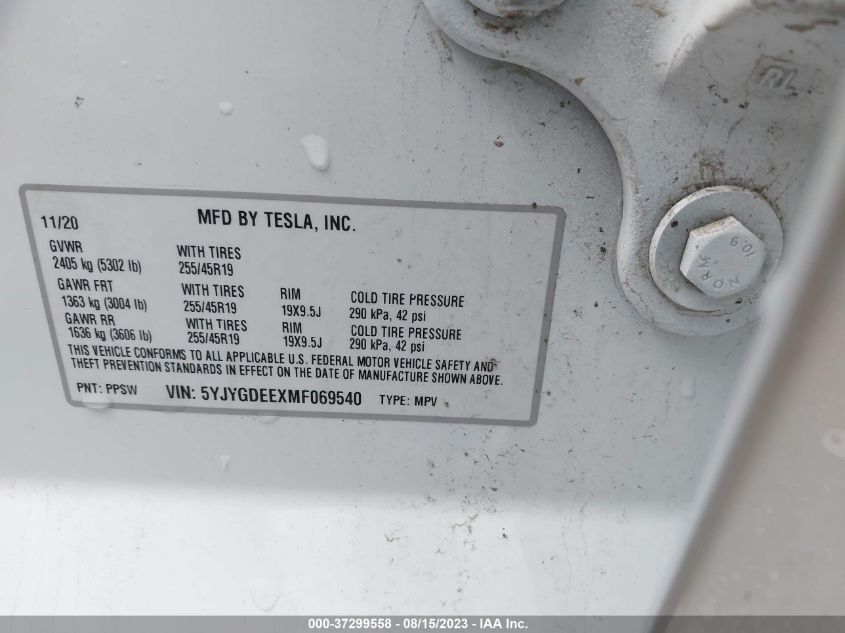 11/20 MFD BY TESLA, INC.
GVWR WITH TIRES
2405 kg (5302 lb) 255/45R19
GAWR FRT WITH TIRES RIM COLD TIRE PRESSURE
1363 kg (3004 lb) 255/45R19 19X9.5J 290 kPa, 42 psi
GAWR RR WITH TIRES RIM COLD TIRE PRESSURE
1636 kg (3606 lb) 255/45R19 19X9.5J 290 kPa, 42 psi
THIS VEHICLE CONFORMS TO ALL APPLICABLE U.S. FEDERAL MOTOR VEHICLE SAFETY AND
THEFT PREVENTION STANDARDS IN EFFECT ON THE DATE OF MANUFACTURE SHOWN ABOVE.
PNT: PPSW VIN: 5YJYGDEEXMF069540 TYPE: MPV
10.9
000-37299558 - 08/15/2023 - IAA Inc.